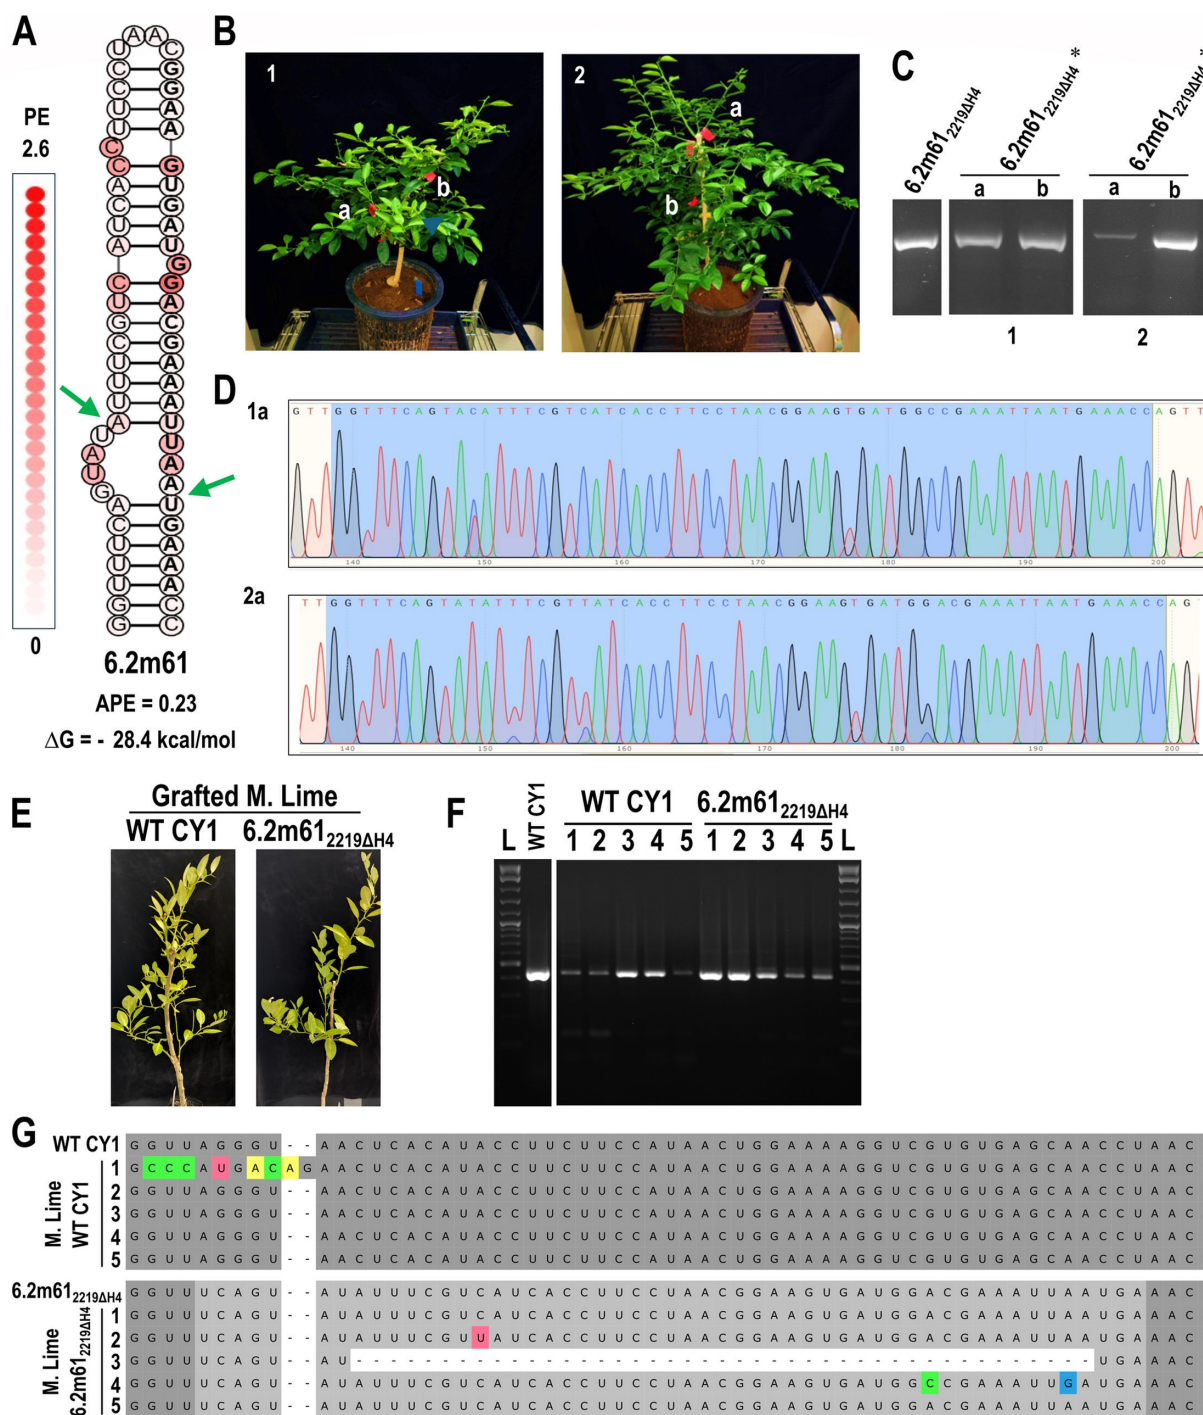 A
PE
2.6
0
GGUUUCAGUAUAUUUCGUCAUCACCUUCCUAACGGAAGUGAUGGACGAAAUUAAUGAAACC
6.2m61
APE = 0.23
ΔG = - 28.4 kcal/mol
B
1
a
b
2
a
b
C
6.2m61 2219ΔH4
6.2m61 2219ΔH4 *
6.2m61 2219ΔH4 *
a b a b
1 2
D
1a
GTTGGTTTCAGTACATTTCGTCATCACCTTCCTAACGGAAGTGATGGCCGAAATTAATGAAACCAGTT
140 150 160 170 180 190 200
2a
TTGGTTTCAGTATATTTCGTTATCACCTTCCTAACGGAAGTGATGGACGAAATTAATGAAACCAG
140 150 160 170 180 190 200
E
Grafted M. Lime
WT CY1 6.2m61 2219ΔH4
F
L WT CY1 WT CY1 6.2m61 2219ΔH4 L
1 2 3 4 5 1 2 3 4 5
G
WT CY1 GGUUAGGGU--AACUCACAUACCUUCUUCCAUAACUGGAAAAGGUCGUGUGAGCAACCUAAC
M. Lime
WT CY1
1 GCCCAUGACAGAACUCACAUACCUUCUUCCAUAACUGGAAAAGGUCGUGUGAGCAACCUAAC
2 GGUUAGGGU--AACUCACAUACCUUCUUCCAUAACUGGAAAAGGUCGUGUGAGCAACCUAAC
3 GGUUAGGGU--AACUCACAUACCUUCUUCCAUAACUGGAAAAGGUCGUGUGAGCAACCUAAC
4 GGUUAGGGU--AACUCACAUACCUUCUUCCAUAACUGGAAAAGGUCGUGUGAGCAACCUAAC
5 GGUUAGGGU--AACUCACAUACCUUCUUCCAUAACUGGAAAAGGUCGUGUGAGCAACCUAAC
6.2m61 2219ΔH4 GGUUUCAGU--AUAUUUCGUCAUCACCUUCCUAACGGAAGUGAUGGACGAAAUUAAUGAAAC
M. Lime
6.2m61 2219ΔH4
1 GGUUUCAGU--AUAUUUCGUCAUCACCUUCCUAACGGAAGUGAUGGACGAAAUUAAUGAAAC
2 GGUUUCAGU--AUAUUUCGUUAUCACCUUCCUAACGGAAGUGAUGGACGAAAUUAAUGAAAC
3 GGUUUCAGU--AU-------------------------------------------UGAAAC
4 GGUUUCAGU--AUAUUUCGUCAUCACCUUCCUAACGGAAGUGAUGGCCGAAAUUGAUGAAAC
5 GGUUUCAGU--AUAUUUCGUCAUCACCUUCCUAACGGAAGUGAUGGACGAAAUUAAUGAAAC